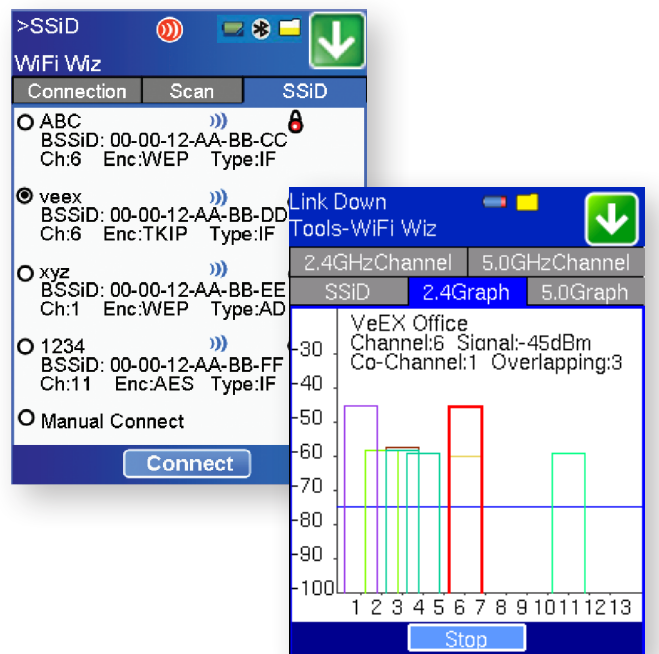 >SSiD
WiFi Wiz
Connection Scan SSiD
ABC
BSSiD: 00-00-12-AA-BB-CC
Ch:6 Enc:WEP Type:IF
veex
BSSiD: 00-00-12-AA-BB-DD
Ch:6 Enc:TKIP Type:IF
xyz
BSSiD: 00-00-12-AA-BB-EE
Ch:1 Enc:WEP Type:AD
1234
BSSiD: 00-00-12-AA-BB-FF
Ch:11 Enc:AES Type:IF
Manual Connect
Connect
Link Down
Tools-WiFi Wiz
2.4GHzChannel 5.0GHzChannel
SSiD 2.4Graph 5.0Graph
VeEX Office
Channel:6 Signal:-45dBm
Co-Channel:1 Overlapping:3
-30
-40
-50
-60
-70
-80
-90
-100
1 2 3 4 5 6 7 8 9 10 11 12 13
Stop